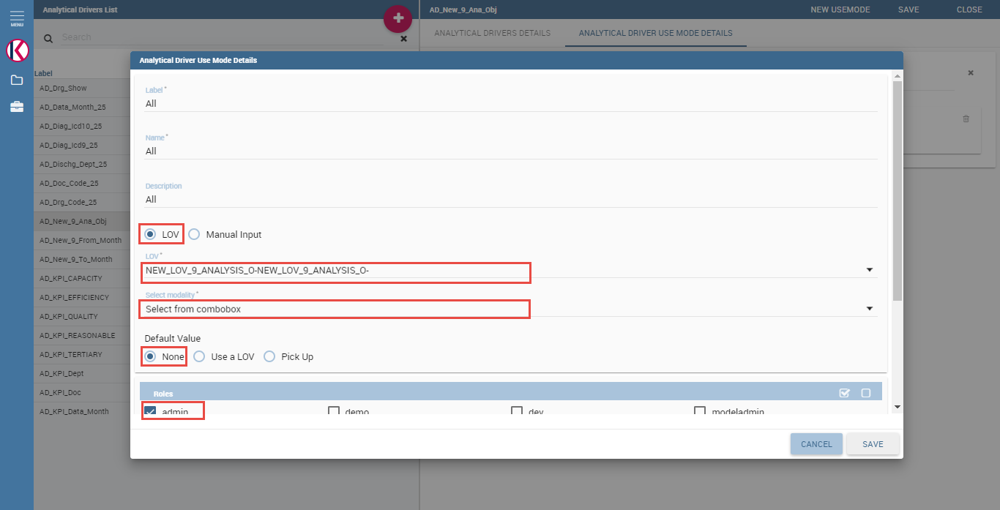 MENU
Analytical Drivers List
Search
Label
AD_Drg_Show
AD_Data_Month_25
AD_Diag_Icd10_25
AD_Diag_Icd9_25
AD_Dischg_Dept_25
AD_Doc_Code_25
AD_Drg_Code_25
AD_New_9_Ana_Obj
AD_New_9_From_Month
AD_New_9_To_Month
AD_KPI_CAPACITY
AD_KPI_EFFICIENCY
AD_KPI_QUALITY
AD_KPI_REASONABLE
AD_KPI_TERTIARY
AD_KPI_Dept
AD_KPI_Doc
AD_KPI_Data_Month
AD_New_9_Ana_Obj
NEW USEMODE SAVE CLOSE
ANALYTICAL DRIVERS DETAILS ANALYTICAL DRIVER USE MODE DETAILS
Analytical Driver Use Mode Details
Label *
All
Name *
All
Description
All
LOV Manual Input
LOV *
NEW_LOV_9_ANALYSIS_O-NEW_LOV_9_ANALYSIS_O-
Select modality *
Select from combobox
Default Value
None Use a LOV Pick Up
Roles
admin demo dev modeladmin
CANCEL SAVE